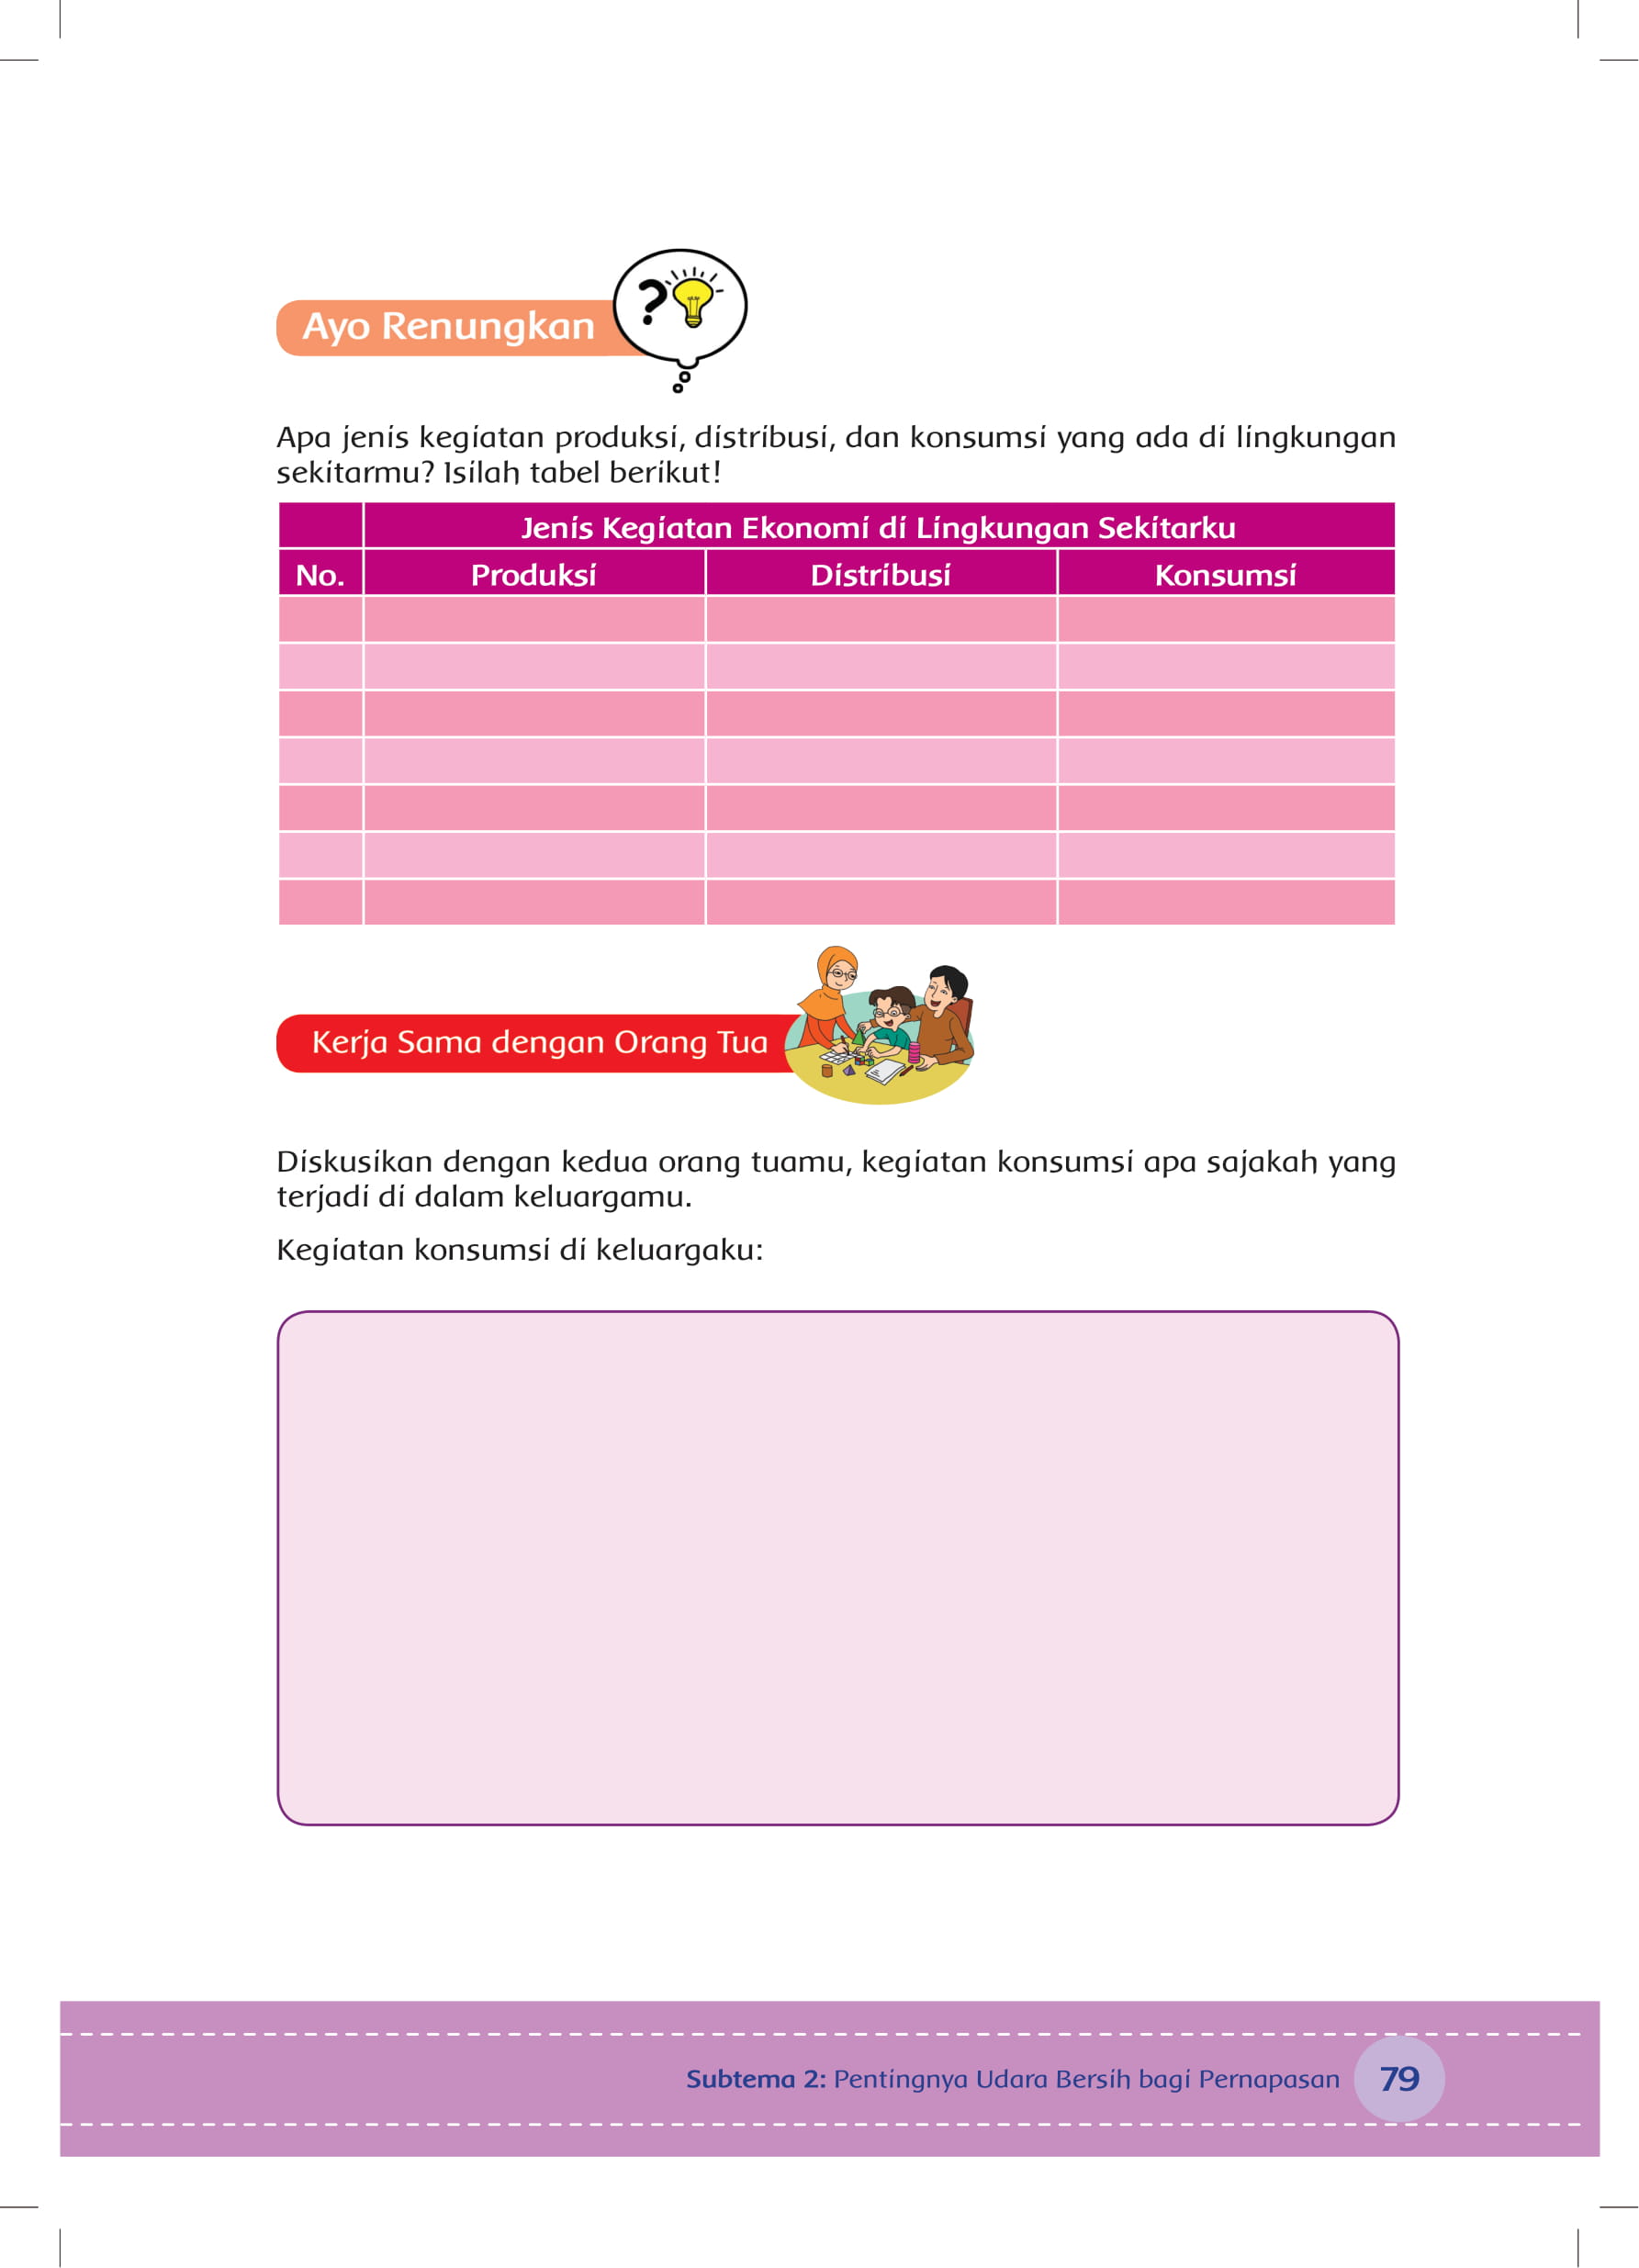 Ayo Renungkan
?
Apa jenis kegiatan produksi, distribusi, dan konsumsi yang ada di lingkungan
sekitarmu? Isilah tabel berikut!
Jenis Kegiatan Ekonomi di Lingkungan Sekitarku
No. Produksi Distribusi Konsumsi
Kerja Sama dengan Orang Tua
Diskusikan dengan kedua orang tuamu, kegiatan konsumsi apa sajakah yang
terjadi di dalam keluargamu.
Kegiatan konsumsi di keluargaku:
Subtema 2: Pentingnya Udara Bersih bagi Pernapasan 79